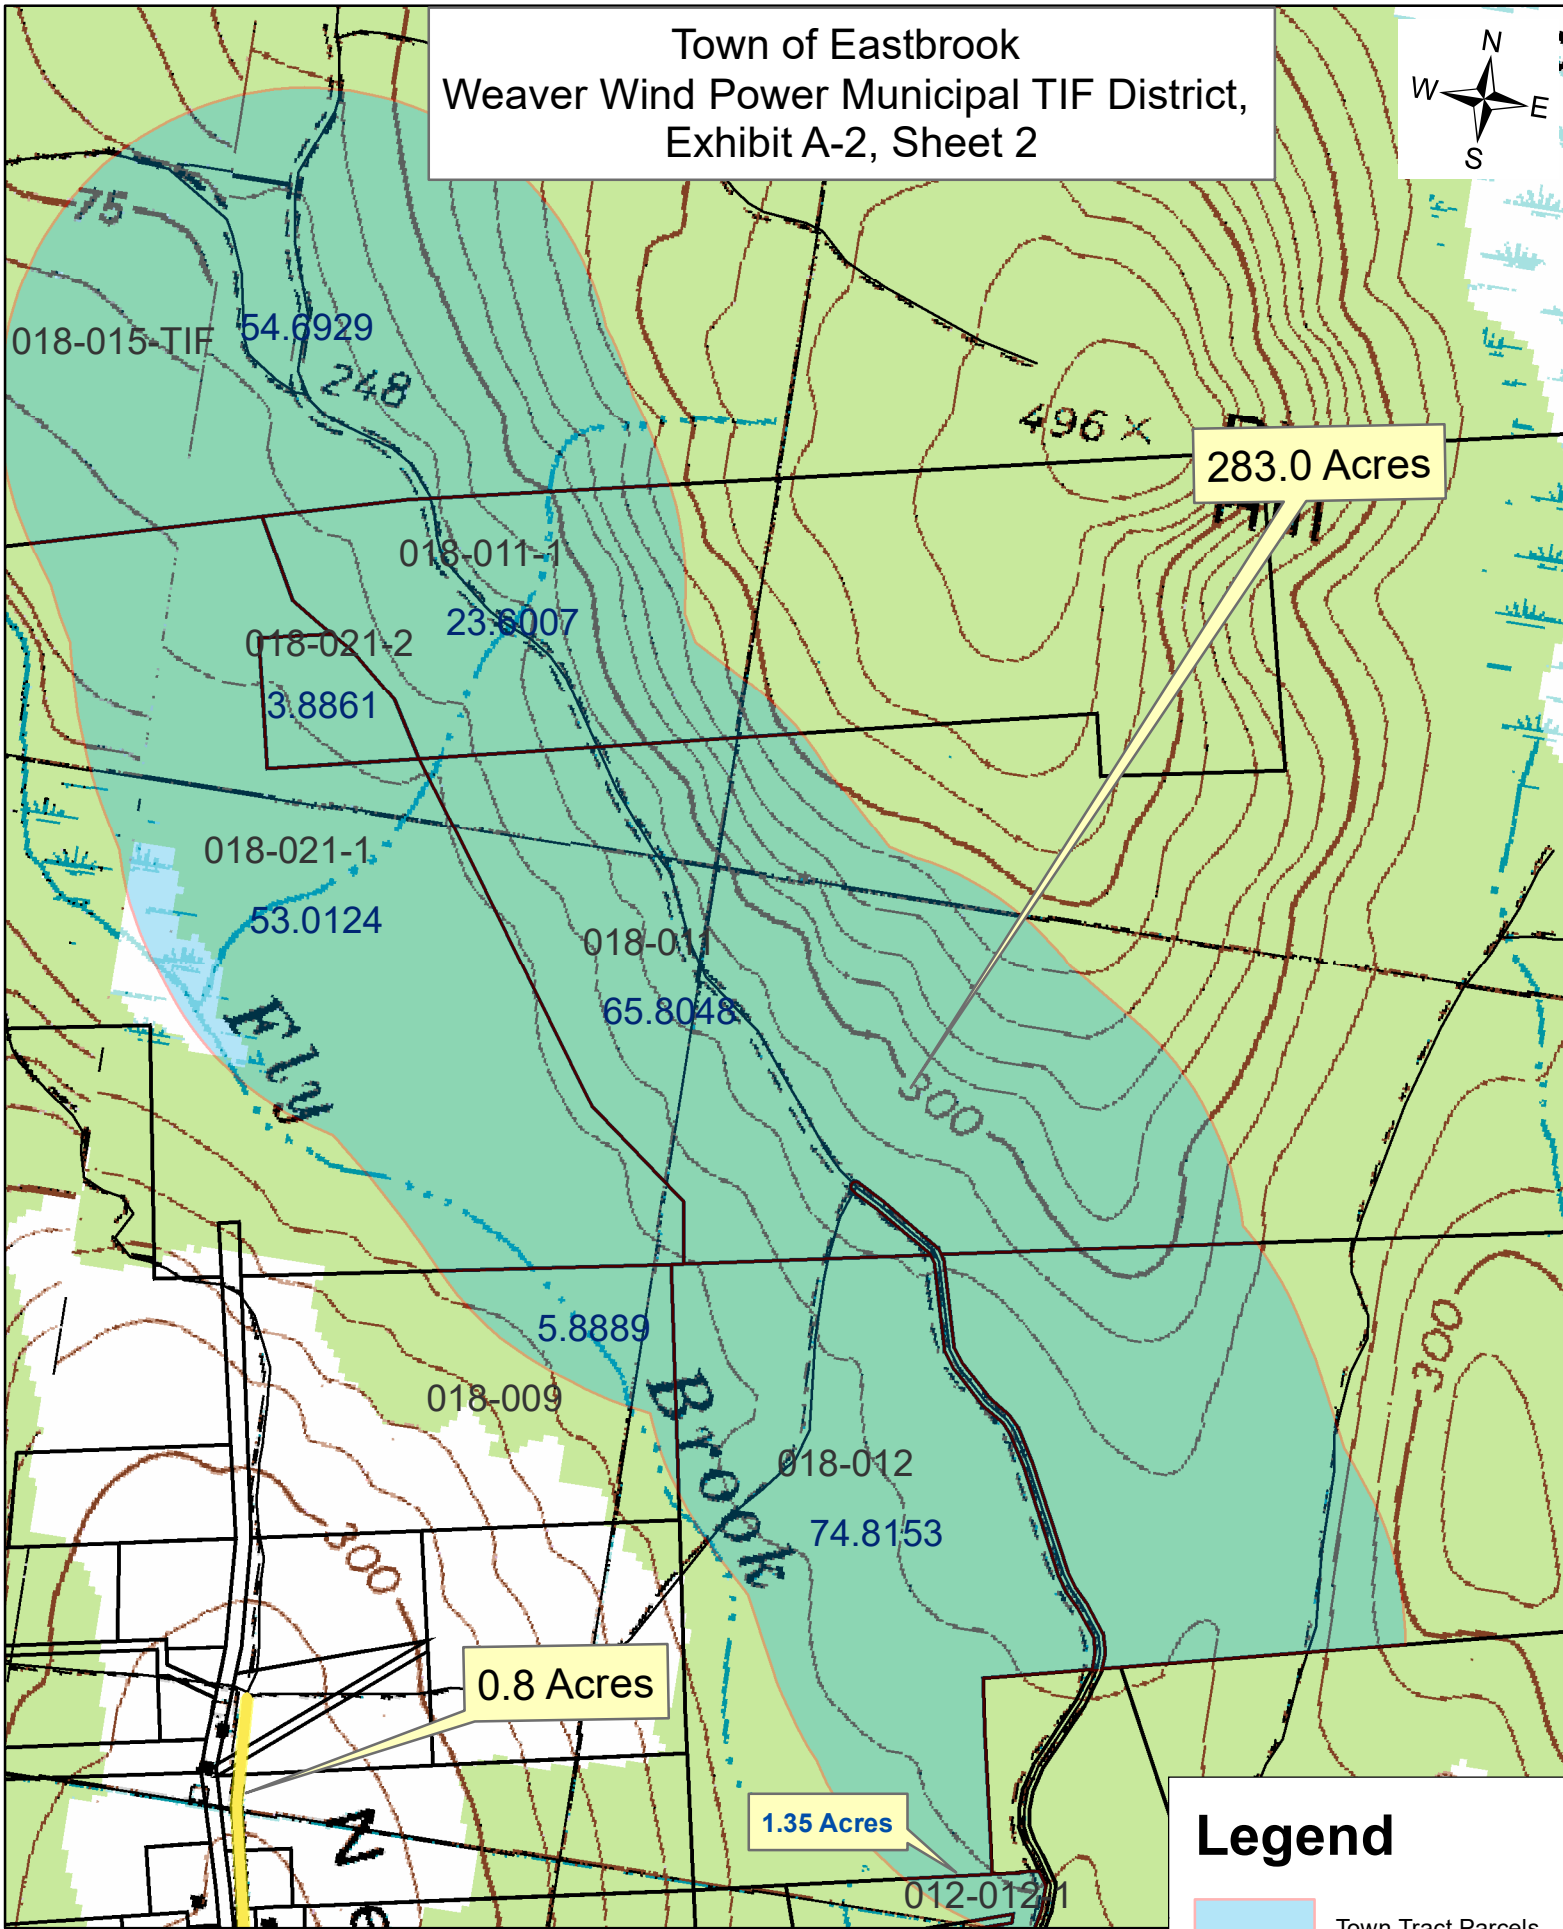 Town of Eastbrook
Weaver Wind Power Municipal TIF District,
Exhibit A-2, Sheet 2
N
W
E
S
75
018-015-TIF
54.6929
248
496 ×
283.0 Acres
018-011-1
23.6007
018-021-2
3.8861
018-021-1
53.0124
018-011
65.8048
Fly
300
5.8889
018-009
300
Brook
018-012
74.8153
300
0.8 Acres
1.35 Acres
012-012-1
Legend
Town Tract Parcels